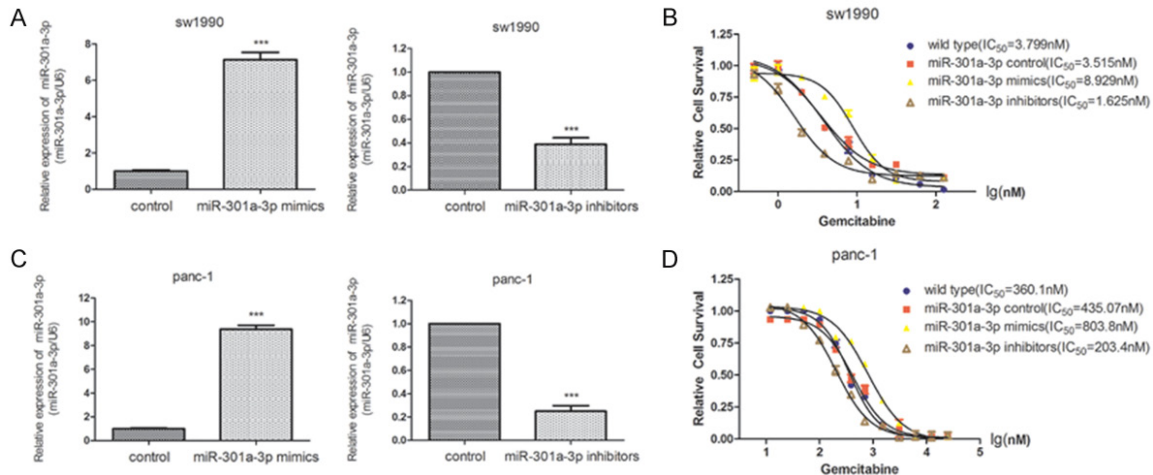 A
sw1990
Relative expression of miR-301a-3p
(miR-301a-3p/U6)
8
6
4
2
0
***
control
miR-301a-3p mimics
sw1990
Relative expression of miR-301a-3p
(miR-301a-3p/U6)
1.2
1.0
0.8
0.6
0.4
0.2
0.0
***
control
miR-301a-3p inhibitors
B
sw1990
Relative Cell Survival
1.25
1.00
0.75
0.50
0.25
0.00
0
1
2
lg(nM)
Gemcitabine
wild type(IC50=3.799nM)
miR-301a-3p control(IC50=3.515nM)
miR-301a-3p mimics(IC50=8.929nM)
miR-301a-3p inhibitors(IC50=1.625nM)
C
panc-1
Relative expression of miR-301a-3p
(miR-301a-3p/U6)
12
10
8
6
4
2
0
***
control
miR-301a-3p mimics
panc-1
Relative expression of miR-301a-3p
(miR-301a-3p/U6)
1.2
1.0
0.8
0.6
0.4
0.2
0.0
***
control
miR-301a-3p inhibitors
D
panc-1
Relative Cell Survival
1.25
1.00
0.75
0.50
0.25
0.00
1
2
3
4
5
lg(nM)
Gemcitabine
wild type(IC50=360.1nM)
miR-301a-3p control(IC50=435.07nM)
miR-301a-3p mimics(IC50=803.8nM)
miR-301a-3p inhibitors(IC50=203.4nM)